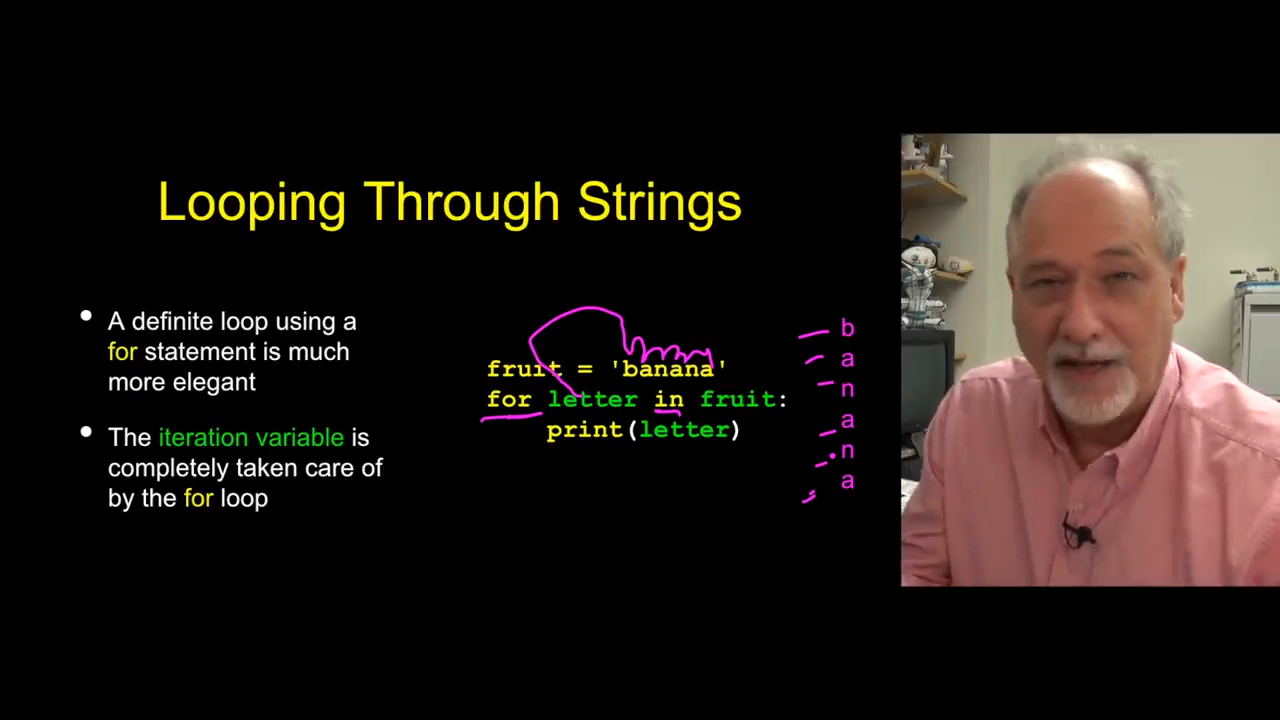 Looping Through Strings
• A definite loop using a
for statement is much
more elegant
• The iteration variable is
completely taken care of
by the for loop
fruit = 'banana'
for letter in fruit:
    print(letter)
b
a
n
a
n
a